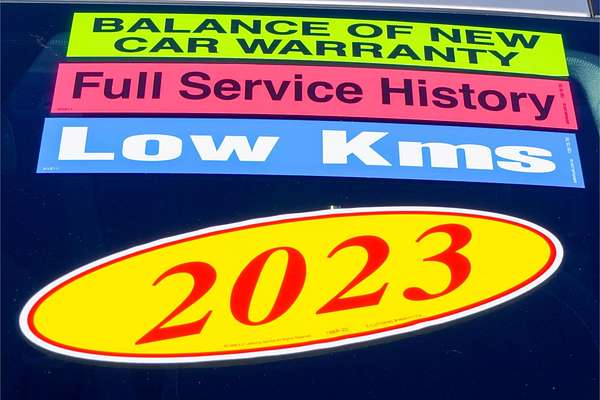 BALANCE OF NEW
CAR WARRANTY
Full Service History
Low Kms
2023